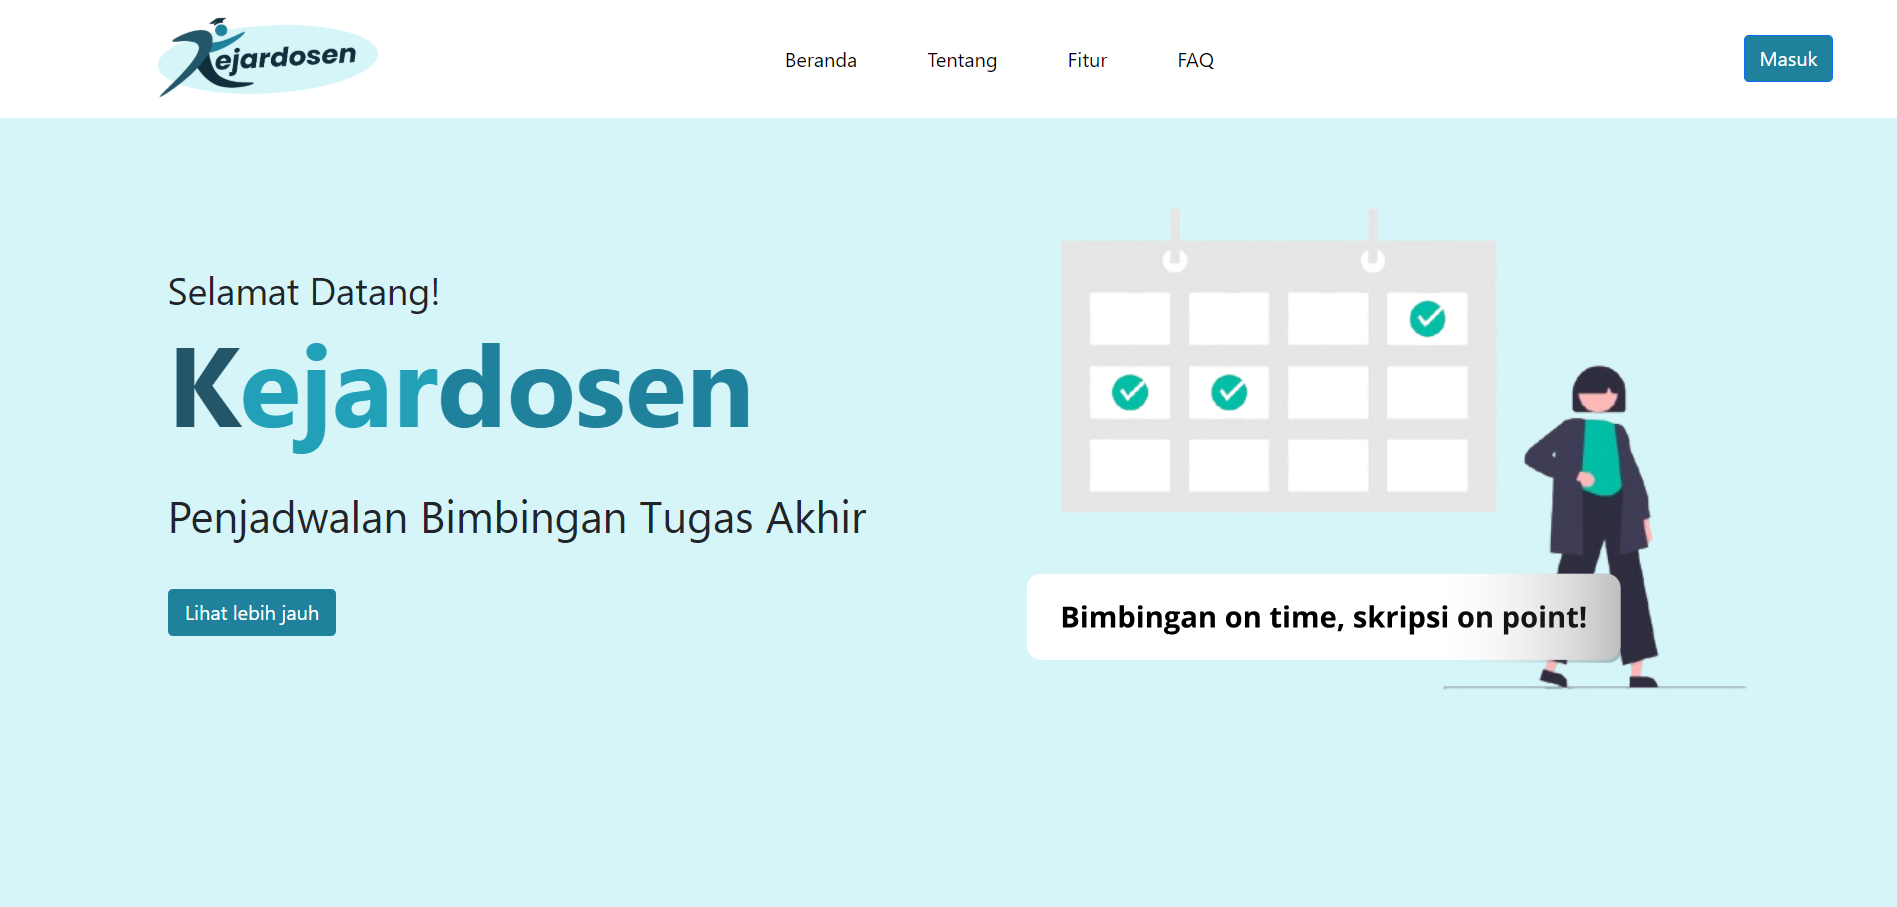 Kejardosen
Beranda
Tentang
Fitur
FAQ
Masuk
Selamat Datang!
Kejardosen
Penjadwalan Bimbingan Tugas Akhir
Lihat lebih jauh
Bimbingan on time, skripsi on point!